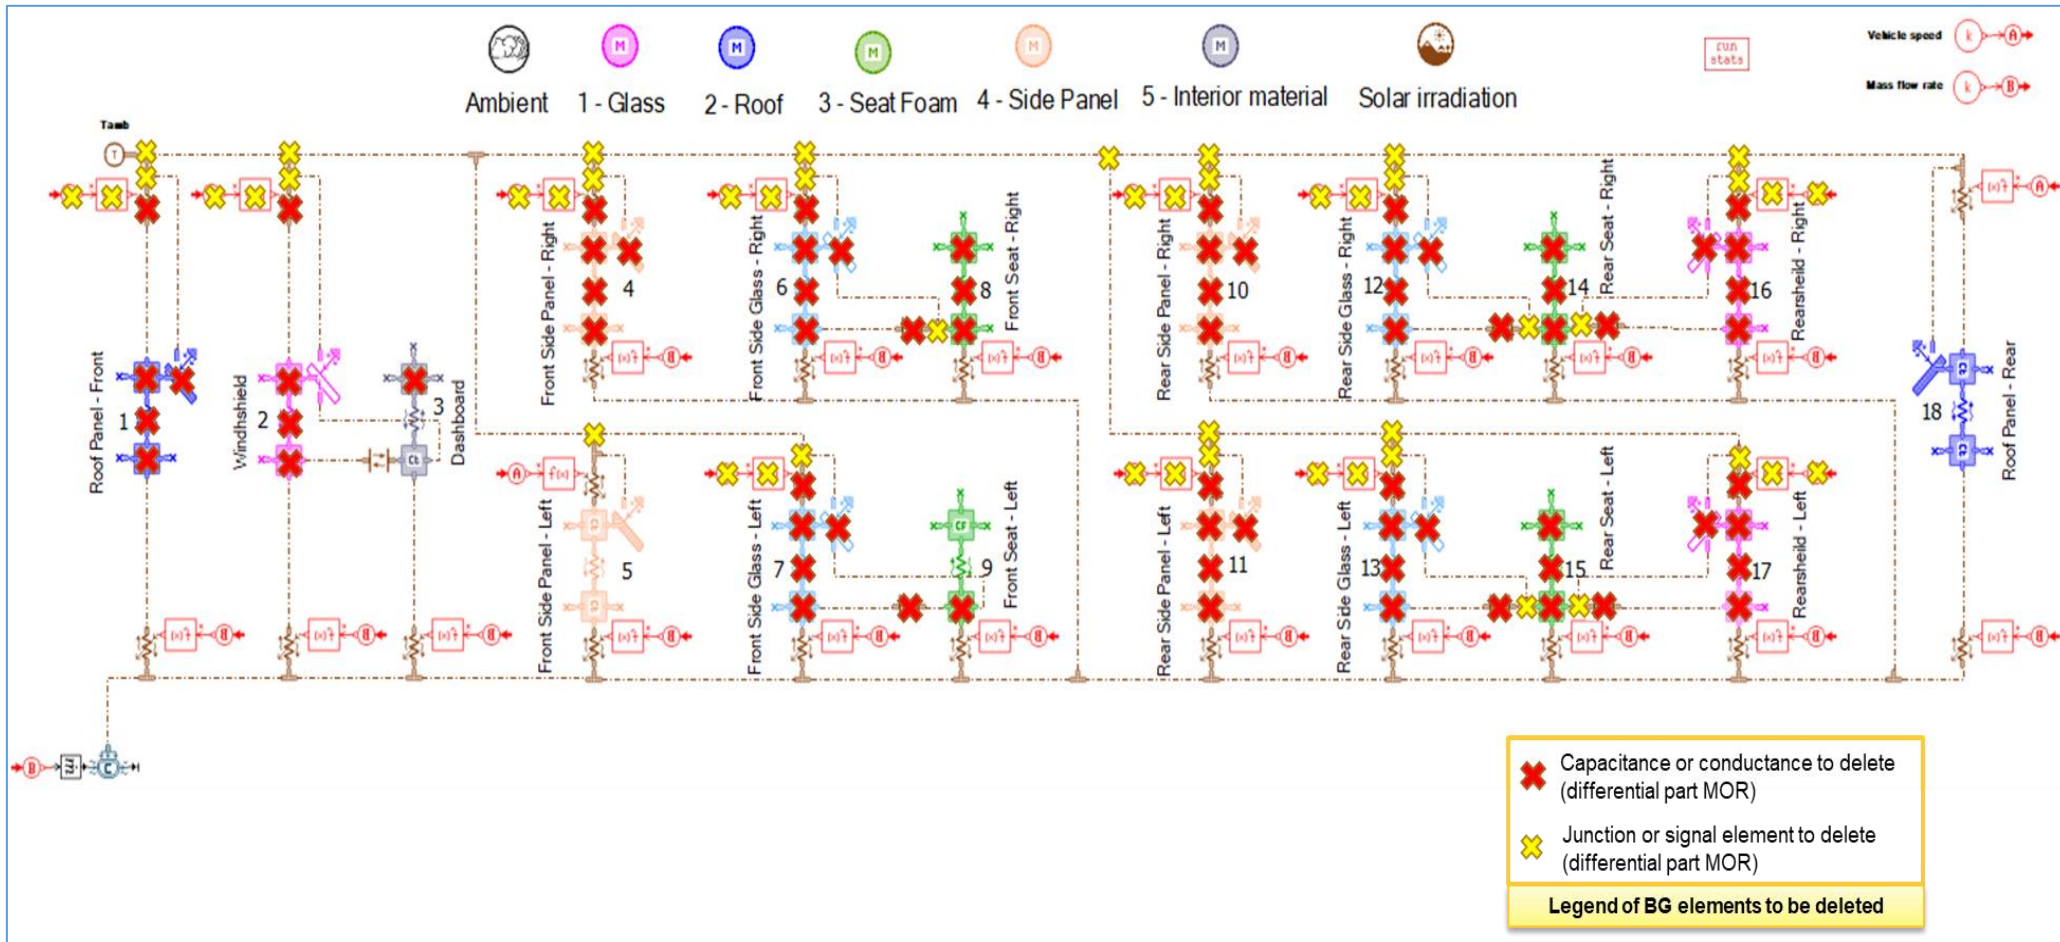 run
stats
Vehicle speed
k
A
Mass flow rate
k
B
M
M
M
M
M
Ambient
1 - Glass
2 - Roof
3 - Seat Foam
4 - Side Panel
5 - Interior material
Solar irradiation
Tamb
T
Roof Panel - Front
1
Windhshield
2
3
Dashboard
Front Side Panel - Right
4
Front Side Glass - Right
6
8
Front Seat - Right
Rear Side Panel - Right
10
Rear Side Glass - Right
12
14
Rear Seat - Right
16
Rearsheild - Right
18
Roof Panel - Rear
Front Side Panel - Left
A
f(x)
5
Front Side Glass - Left
7
9
Front Seat - Left
Rear Side Panel - Left
11
Rear Side Glass - Left
13
15
Rear Seat - Left
17
Rearsheild - Left
B
C
Capacitance or conductance to delete
(differential part MOR)
Junction or signal element to delete
(differential part MOR)
Legend of BG elements to be deleted